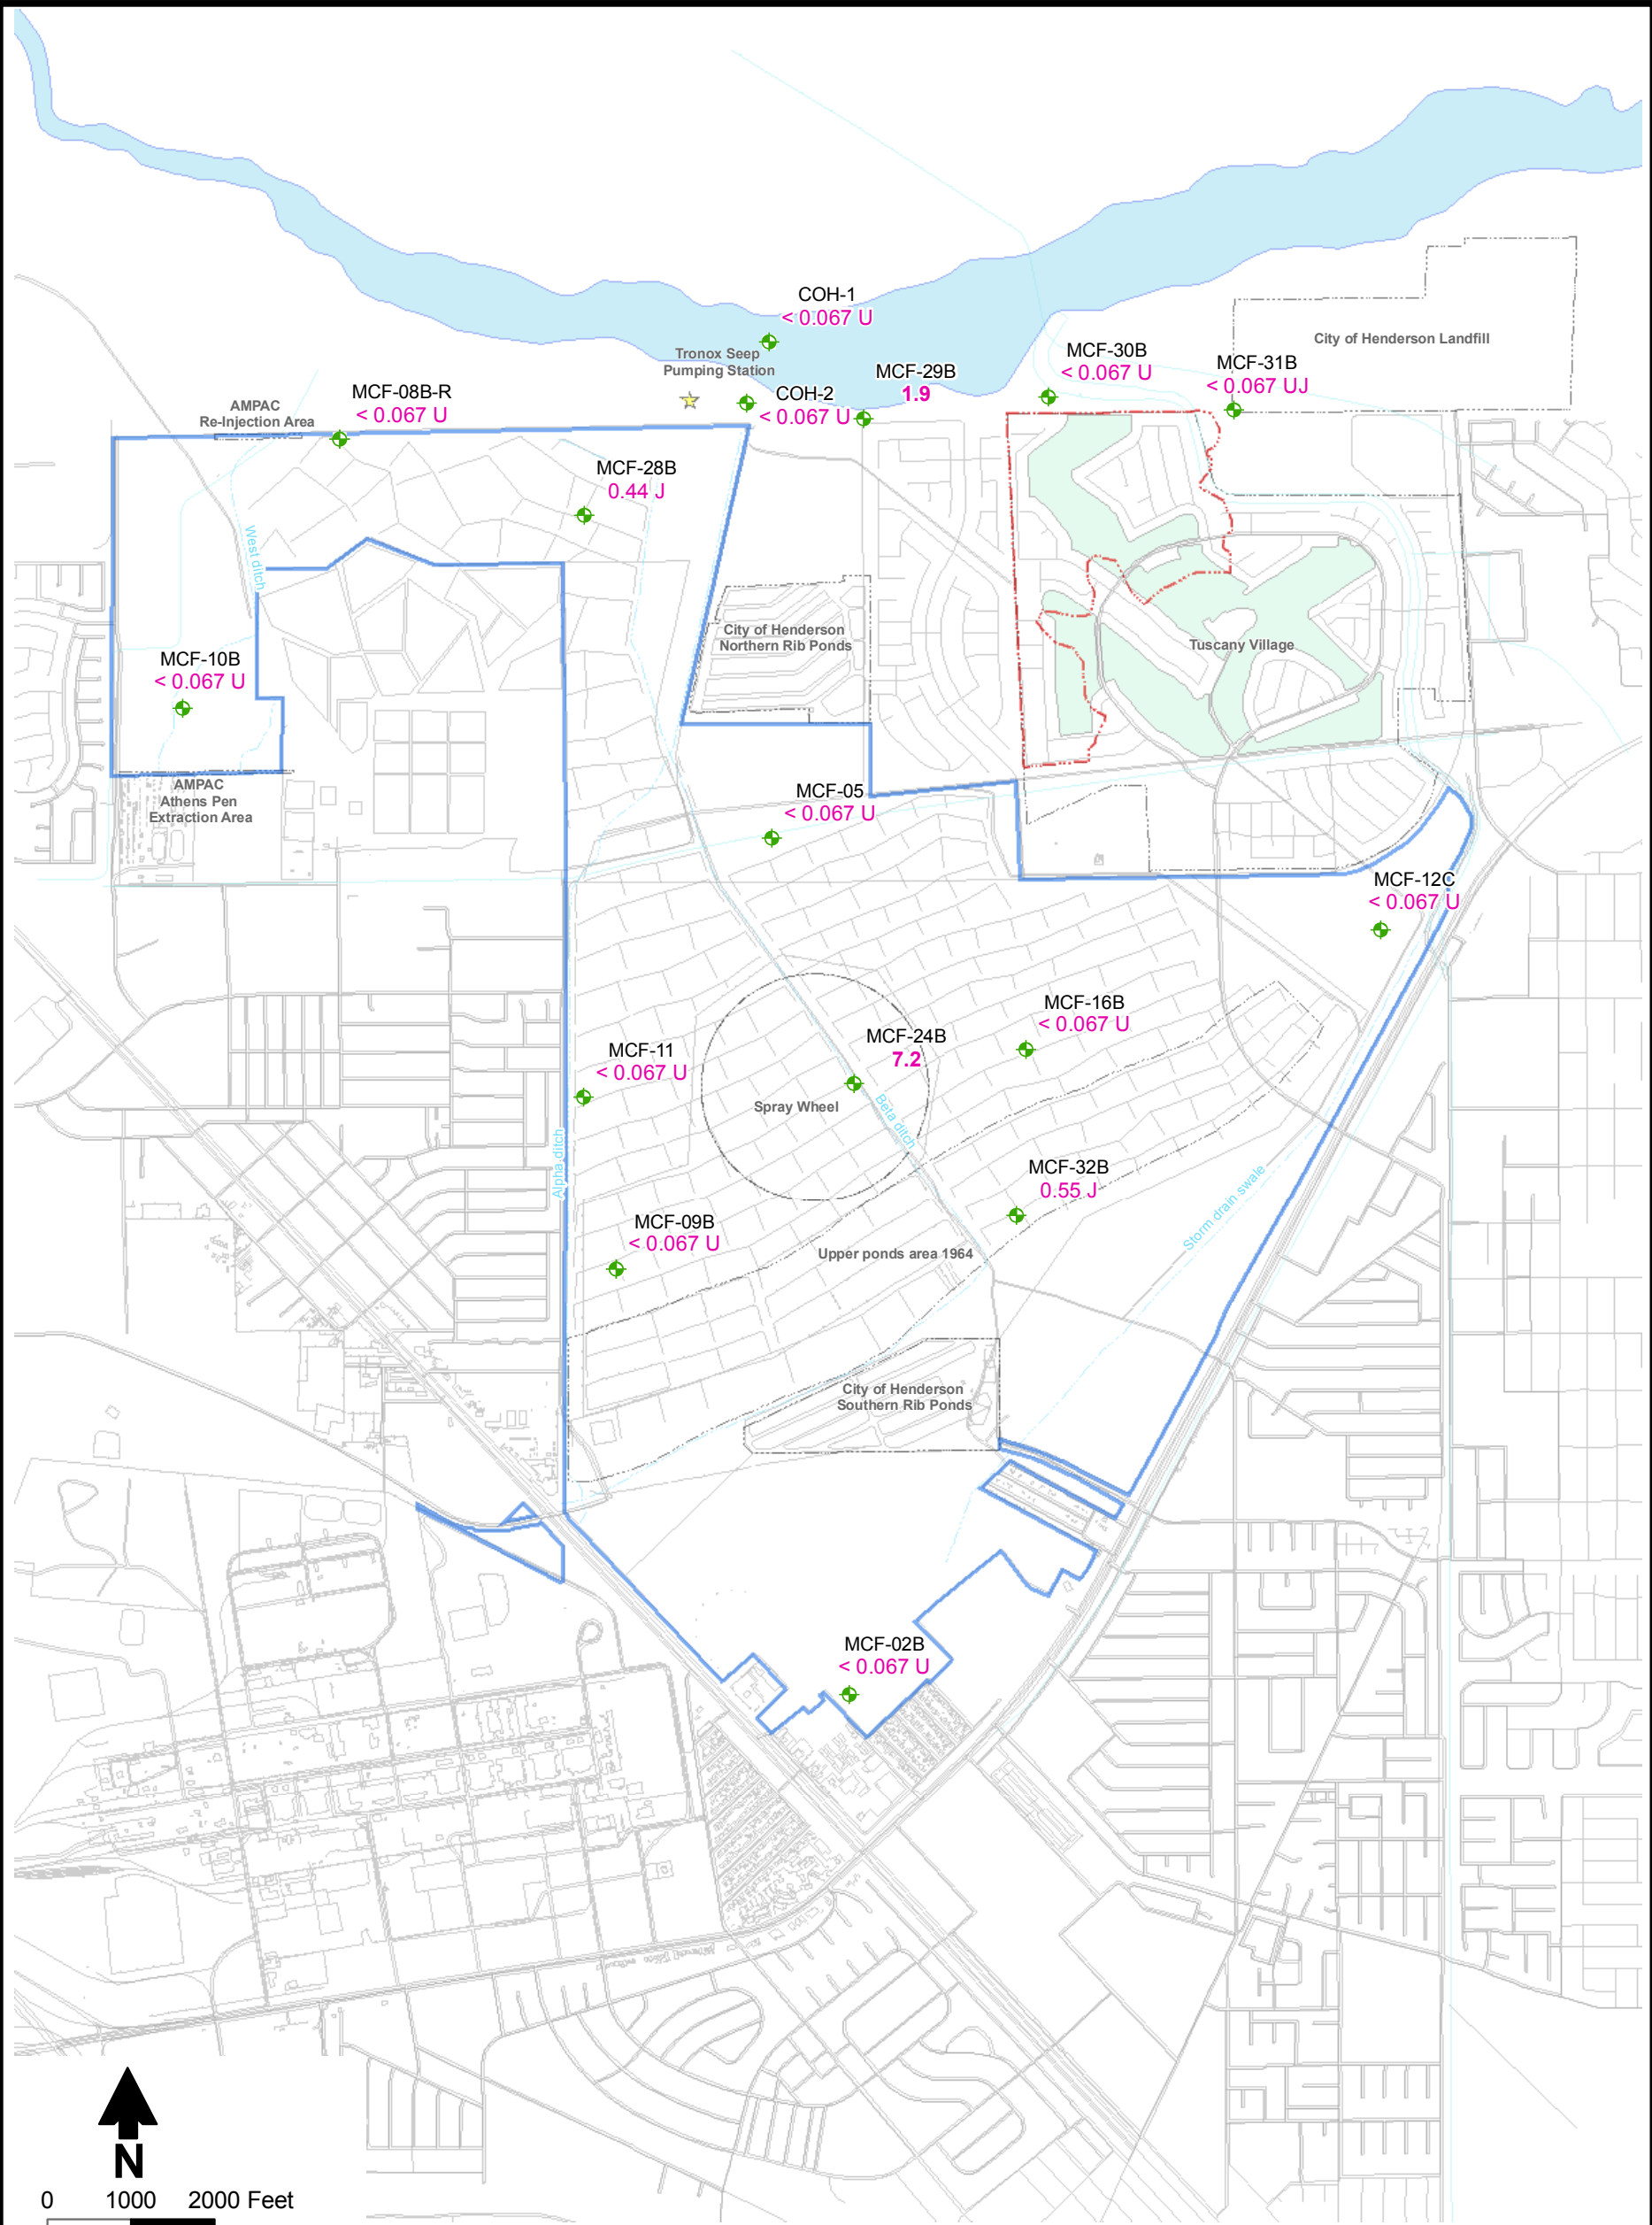 COH-1
< 0.067 U
Tronox Seep
Pumping Station
MCF-30B
< 0.067 U
City of Henderson Landfill
MCF-31B
< 0.067 UJ
MCF-29B
1.9
COH-2
< 0.067 U
MCF-08B-R
< 0.067 U
AMPAC
Re-Injection Area
MCF-28B
0.44 J
West ditch
City of Henderson
Northern Rib Ponds
Tuscany Village
MCF-10B
< 0.067 U
AMPAC
Athens Pen
Extraction Area
MCF-05
< 0.067 U
MCF-12C
< 0.067 U
MCF-16B
< 0.067 U
MCF-24B
7.2
MCF-11
< 0.067 U
Spray Wheel
Beta ditch
Alpha ditch
MCF-32B
0.55 J
Storm drain swale
MCF-09B
< 0.067 U
Upper ponds area 1964
City of Henderson
Southern Rib Ponds
MCF-02B
< 0.067 U
N
0 1000 2000 Feet